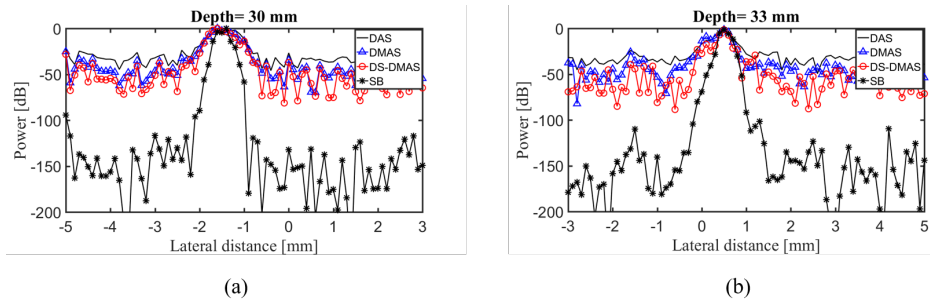 Depth= 30 mm
0
-50
-100
-150
-200
Power [dB]
DAS
DMAS
DS-DMAS
SB
-5
-4
-3
-2
-1
0
1
2
3
Lateral distance [mm]
(a)
Depth= 33 mm
0
-50
-100
-150
-200
Power [dB]
DAS
DMAS
DS-DMAS
SB
-3
-2
-1
0
1
2
3
4
5
Lateral distance [mm]
(b)